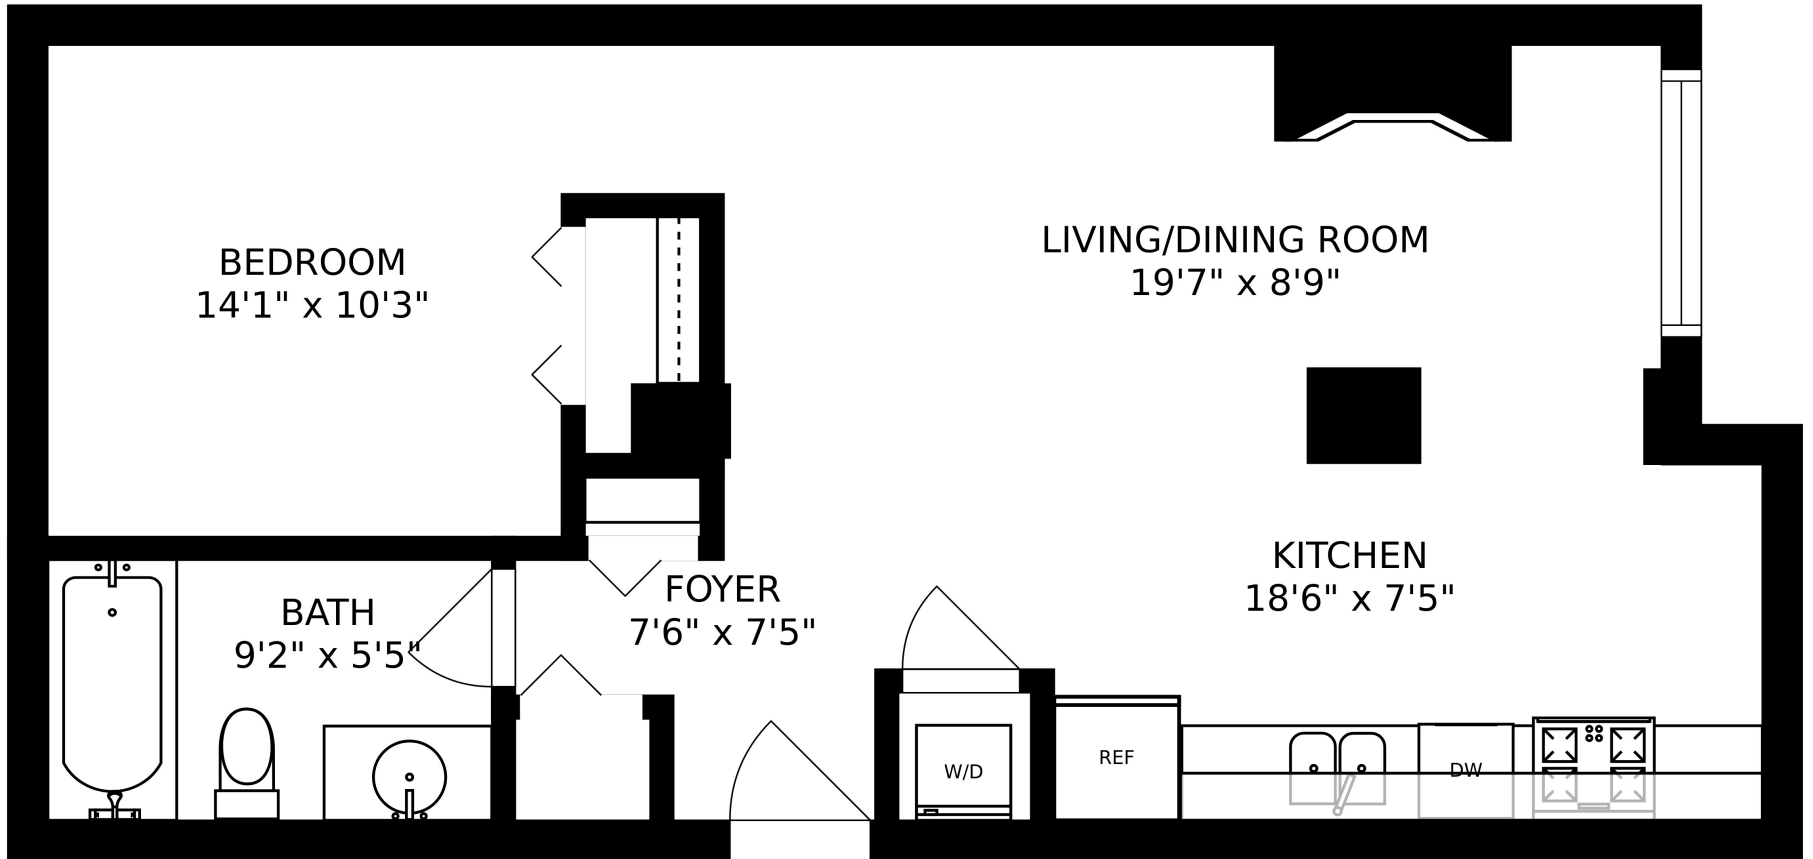 LIVING/DINING ROOM
19'7" x 8'9"
BEDROOM
14'1" x 10'3"
KITCHEN
18'6" x 7'5"
FOYER
7'6" x 7'5"
BATH
9'2" x 5'5"
W/D
REF
DW